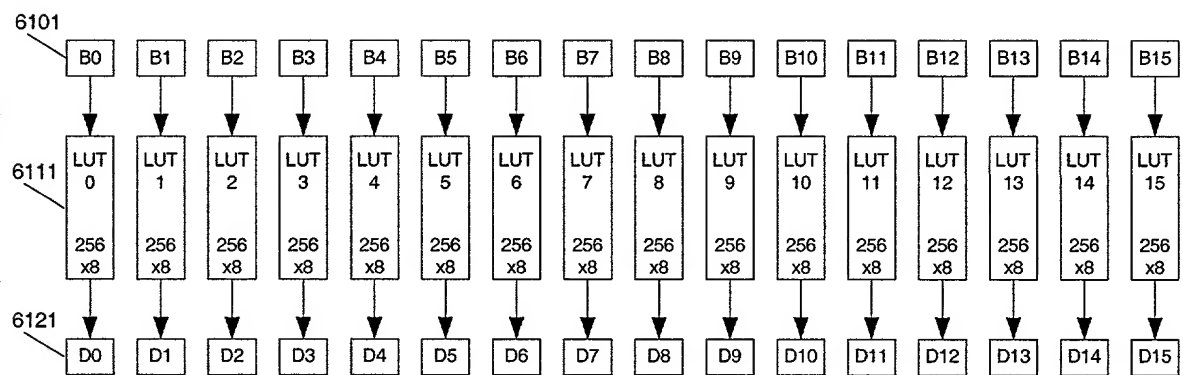 6101
B0 B1 B2 B3 B4 B5 B6 B7 B8 B9 B10 B11 B12 B13 B14 B15
6111
LUT LUT LUT LUT LUT LUT LUT LUT LUT LUT LUT LUT LUT LUT LUT LUT
0 1 2 3 4 5 6 7 8 9 10 11 12 13 14 15
256 256 256 256 256 256 256 256 256 256 256 256 256 256 256 256
x8 x8 x8 x8 x8 x8 x8 x8 x8 x8 x8 x8 x8 x8 x8 x8
6121
D0 D1 D2 D3 D4 D5 D6 D7 D8 D9 D10 D11 D12 D13 D14 D15